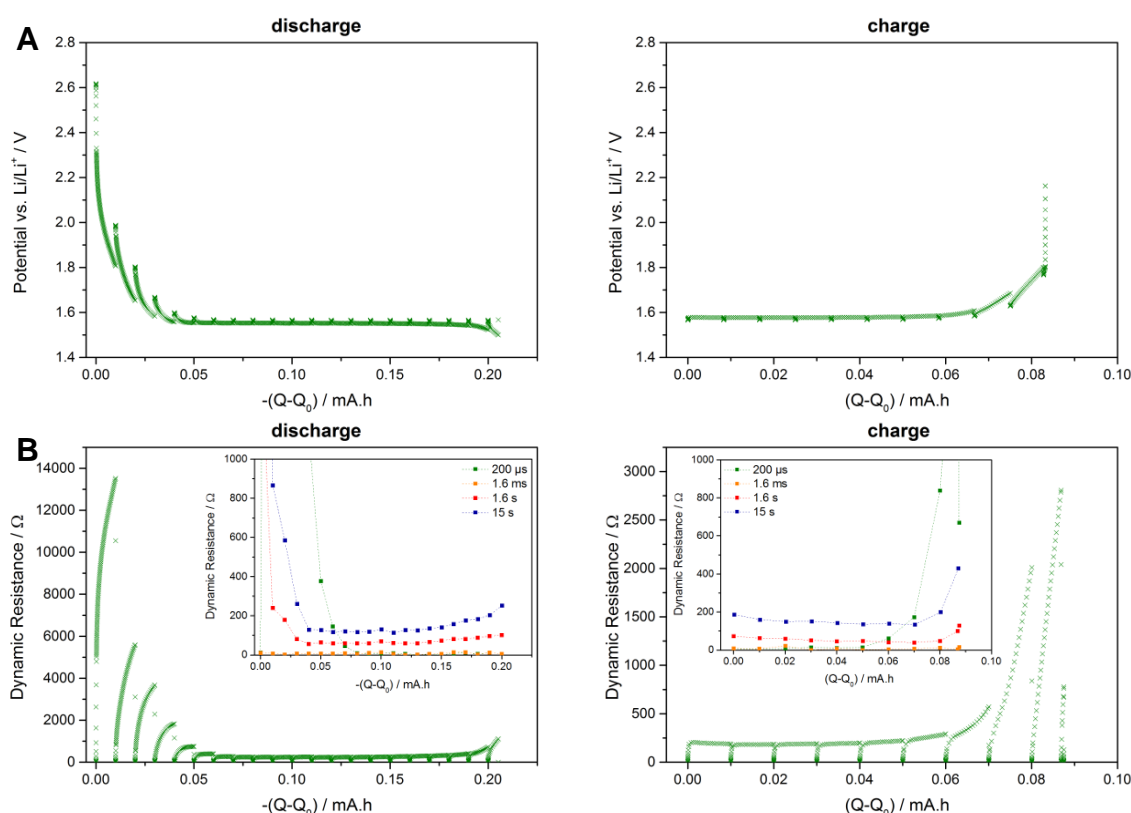 A
discharge
charge
Potential vs. Li/Li⁺ / V
2.8
2.6
2.4
2.2
2.0
1.8
1.6
1.4
0.00 0.05 0.10 0.15 0.20
-(Q-Q₀) / mA.h
Potential vs. Li/Li⁺ / V
2.8
2.6
2.4
2.2
2.0
1.8
1.6
1.4
0.00 0.02 0.04 0.06 0.08 0.10
(Q-Q₀) / mA.h
B
discharge
charge
Dynamic Resistance / Ω
14000
12000
10000
8000
6000
4000
2000
0
0.00 0.05 0.10 0.15 0.20
-(Q-Q₀) / mA.h
Dynamic Resistance / Ω
1000
800
600
400
200
0
0.00 0.05 0.10 0.15 0.20
-(Q-Q₀) / mA.h
200 µs
1.6 ms
1.6 s
15 s
Dynamic Resistance / Ω
3000
2500
2000
1500
1000
500
0
0.00 0.02 0.04 0.06 0.08 0.10
(Q-Q₀) / mA.h
Dynamic Resistance / Ω
1000
800
600
400
200
0
0.00 0.02 0.04 0.06 0.08 0.10
(Q-Q₀) / mA.h
200 µs
1.6 ms
1.6 s
15 s